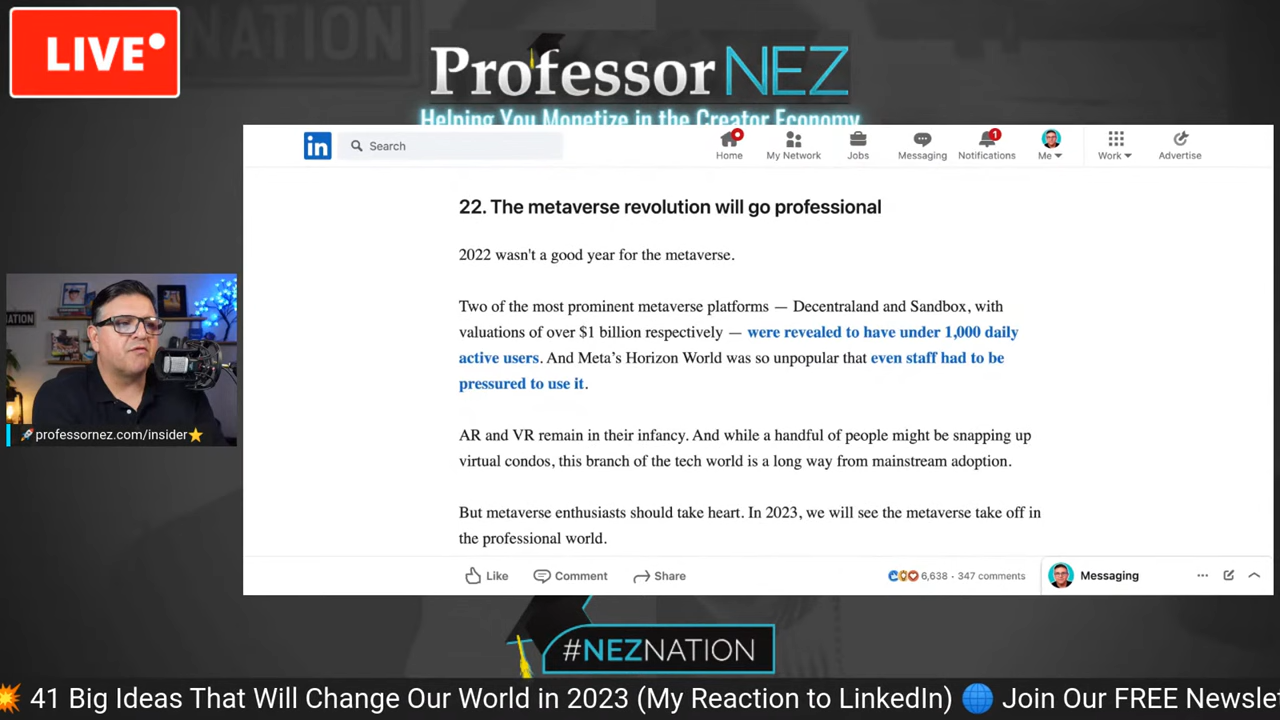 LIVE
Professor NEZ
Helping You Monetize in the Creator Economy
in
Search
Home
My Network
Jobs
Messaging
1
Notifications
Me
Work
Advertise
22. The metaverse revolution will go professional
2022 wasn't a good year for the metaverse.
Two of the most prominent metaverse platforms — Decentraland and Sandbox, with
valuations of over $1 billion respectively — were revealed to have under 1,000 daily
active users. And Meta's Horizon World was so unpopular that even staff had to be
pressured to use it.
AR and VR remain in their infancy. And while a handful of people might be snapping up
virtual condos, this branch of the tech world is a long way from mainstream adoption.
But metaverse enthusiasts should take heart. In 2023, we will see the metaverse take off in
the professional world.
Like
Comment
Share
6,638 · 347 comments
Messaging
NATION
🚀professornez.com/insider⭐
#NEZNATION
💥 41 Big Ideas That Will Change Our World in 2023 (My Reaction to LinkedIn) 🌐 Join Our FREE Newsle